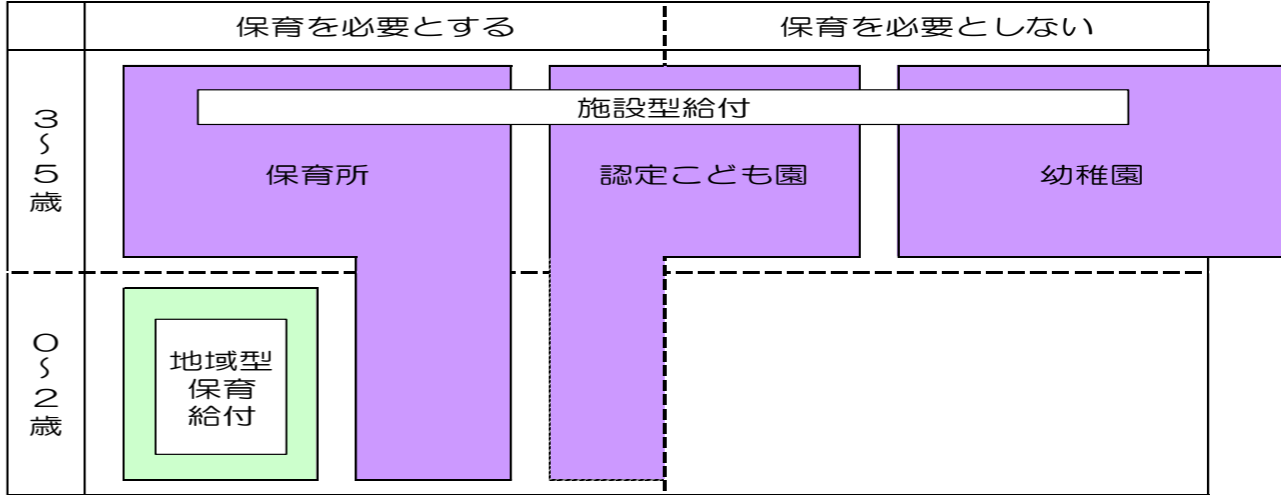 保育を必要とする
保育を必要としない
3～5歳
施設型給付
保育所
認定こども園
幼稚園
0～2歳
地域型
保育
給付